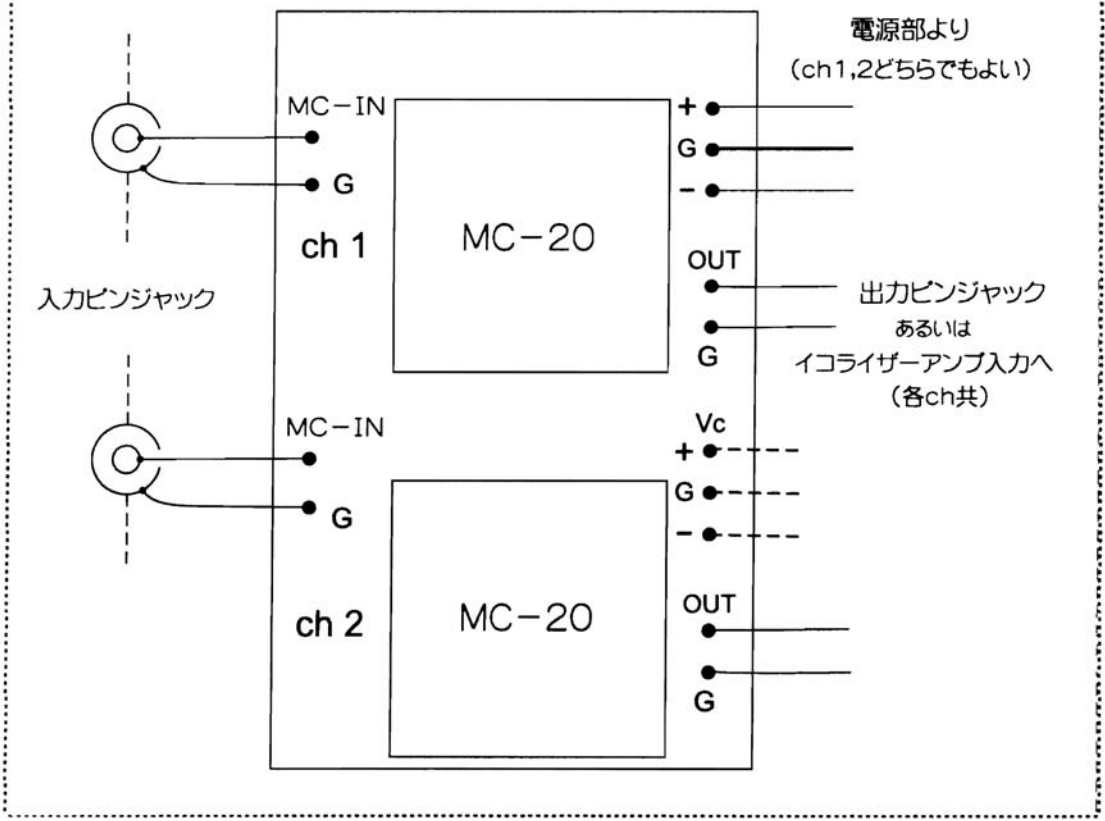 電源部より
(ch1,2どちらでもよい)
MC-IN
+
G
G
-
ch 1
MC-20
OUT
入力ピンジャック
出力ピンジャック
あるいは
G
イコライザーアンプ入力へ
(各ch共)
MC-IN
Vc
+
G
G
-
ch 2
MC-20
OUT
G